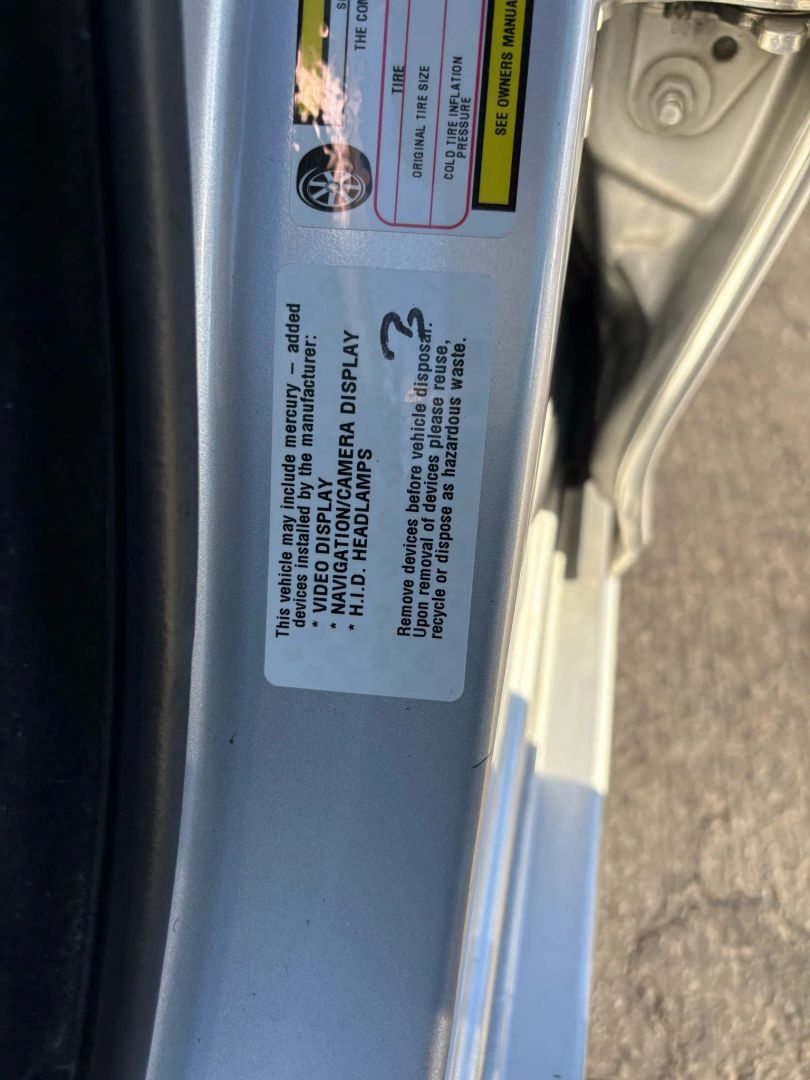 THE
TIRE
ORIGINAL TIRE SIZE
COLD TIRE INFLATION
PRESSURE
SEE OWNERS
This vehicle may include mercury – added
devices installed by the manufacturer:
* VIDEO DISPLAY
* NAVIGATION/CAMERA DISPLAY
* H.I.D. HEADLAMPS
3
Remove devices before vehicle disposal.
Upon removal of devices please reuse,
recycle or dispose as hazardous waste.